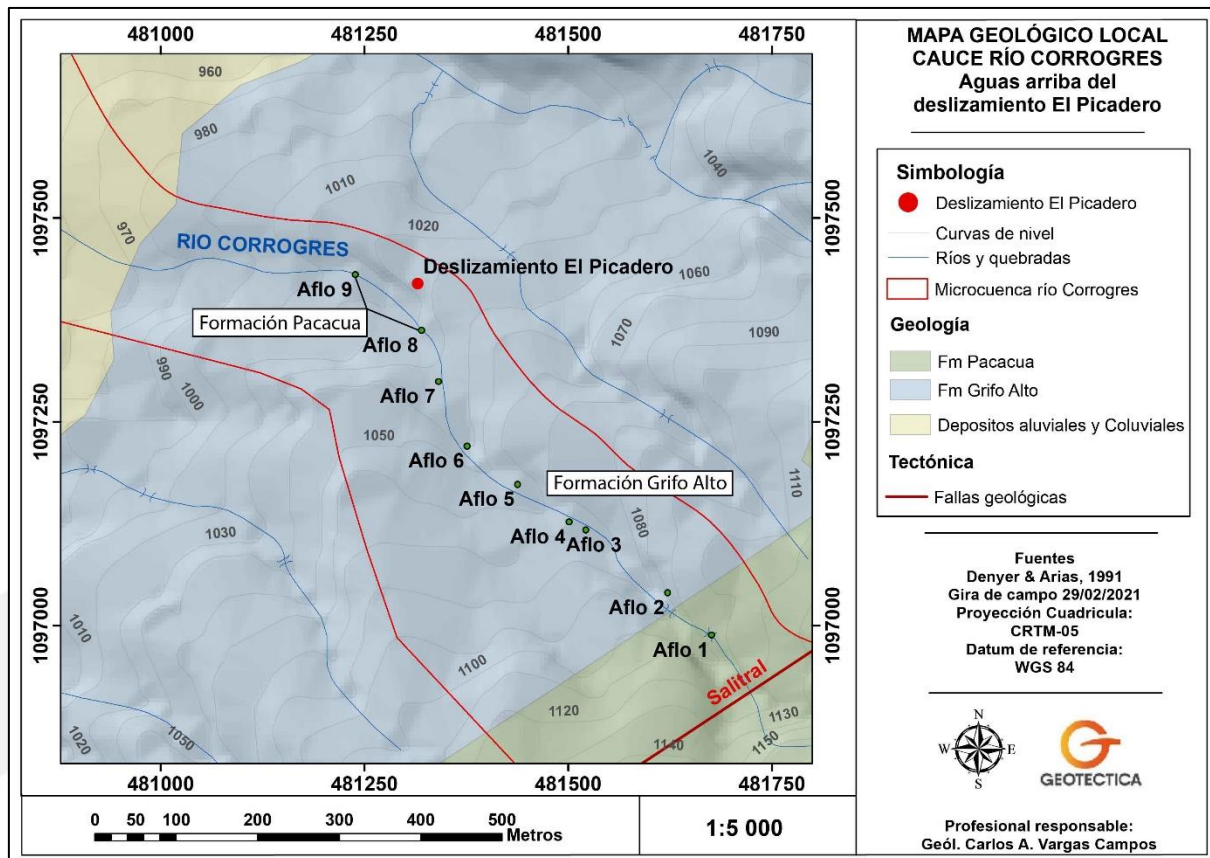 MAPA GEOLÓGICO LOCAL
CAUCE RÍO CORROGRES
Aguas arriba del
deslizamiento El Picadero
481000
481250
481500
481750
1097500
1097250
1097000
960
980
970
1010
1020
1040
1060
1070
1090
990
1000
1050
1030
1080
1110
1010
1100
1120
1130
1140
1150
1020
1050
RIO CORROGRES
Deslizamiento El Picadero
Aflo 9
Formación Pacacua
Aflo 8
Aflo 7
Aflo 6
Aflo 5
Formación Grifo Alto
Aflo 4
Aflo 3
Aflo 2
Aflo 1
Salitral
1097500
1097250
1097000
481000
481250
481500
481750
0 50 100 200 300 400 500
Metros
1:5 000
Simbología
Deslizamiento El Picadero
Curvas de nivel
Ríos y quebradas
Microcuenca río Corrogres
Geología
Fm Pacacua
Fm Grifo Alto
Depositos aluviales y Coluviales
Tectónica
Fallas geológicas
Fuentes
Denyer & Arias, 1991
Gira de campo 29/02/2021
Proyección Cuadricula:
CRTM-05
Datum de referencia:
WGS 84
N
W E
S
GEOTECTICA
Profesional responsable:
Geól. Carlos A. Vargas Campos